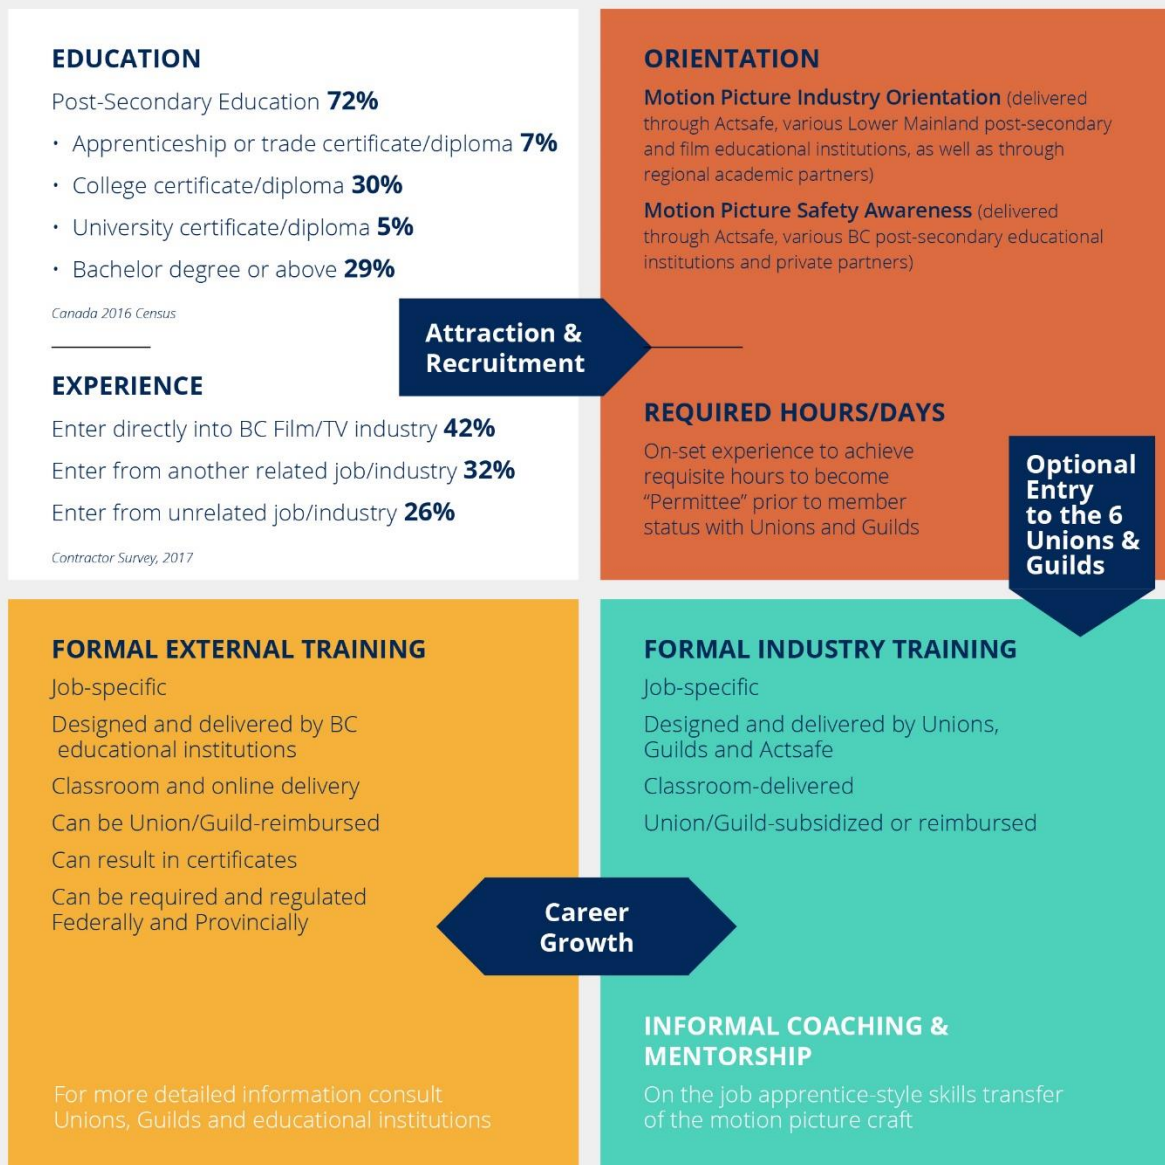 EDUCATION
Post-Secondary Education 72%
• Apprenticeship or trade certificate/diploma 7%
• College certificate/diploma 30%
• University certificate/diploma 5%
• Bachelor degree or above 29%
Canada 2016 Census
EXPERIENCE
Enter directly into BC Film/TV industry 42%
Enter from another related job/industry 32%
Enter from unrelated job/industry 26%
Contractor Survey, 2017
Attraction &
Recruitment
ORIENTATION
Motion Picture Industry Orientation (delivered
through Actsafe, various Lower Mainland post-secondary
and film educational institutions, as well as through
regional academic partners)
Motion Picture Safety Awareness (delivered
through Actsafe, various BC post-secondary educational
institutions and private partners)
REQUIRED HOURS/DAYS
On-set experience to achieve
requisite hours to become
“Permittee” prior to member
status with Unions and Guilds
Optional
Entry
to the 6
Unions &
Guilds
FORMAL EXTERNAL TRAINING
Job-specific
Designed and delivered by BC
educational institutions
Classroom and online delivery
Can be Union/Guild-reimbursed
Can result in certificates
Can be required and regulated
Federally and Provincially
For more detailed information consult
Unions, Guilds and educational institutions
Career
Growth
FORMAL INDUSTRY TRAINING
Job-specific
Designed and delivered by Unions,
Guilds and Actsafe
Classroom-delivered
Union/Guild-subsidized or reimbursed
INFORMAL COACHING &
MENTORSHIP
On the job apprentice-style skills transfer
of the motion picture craft